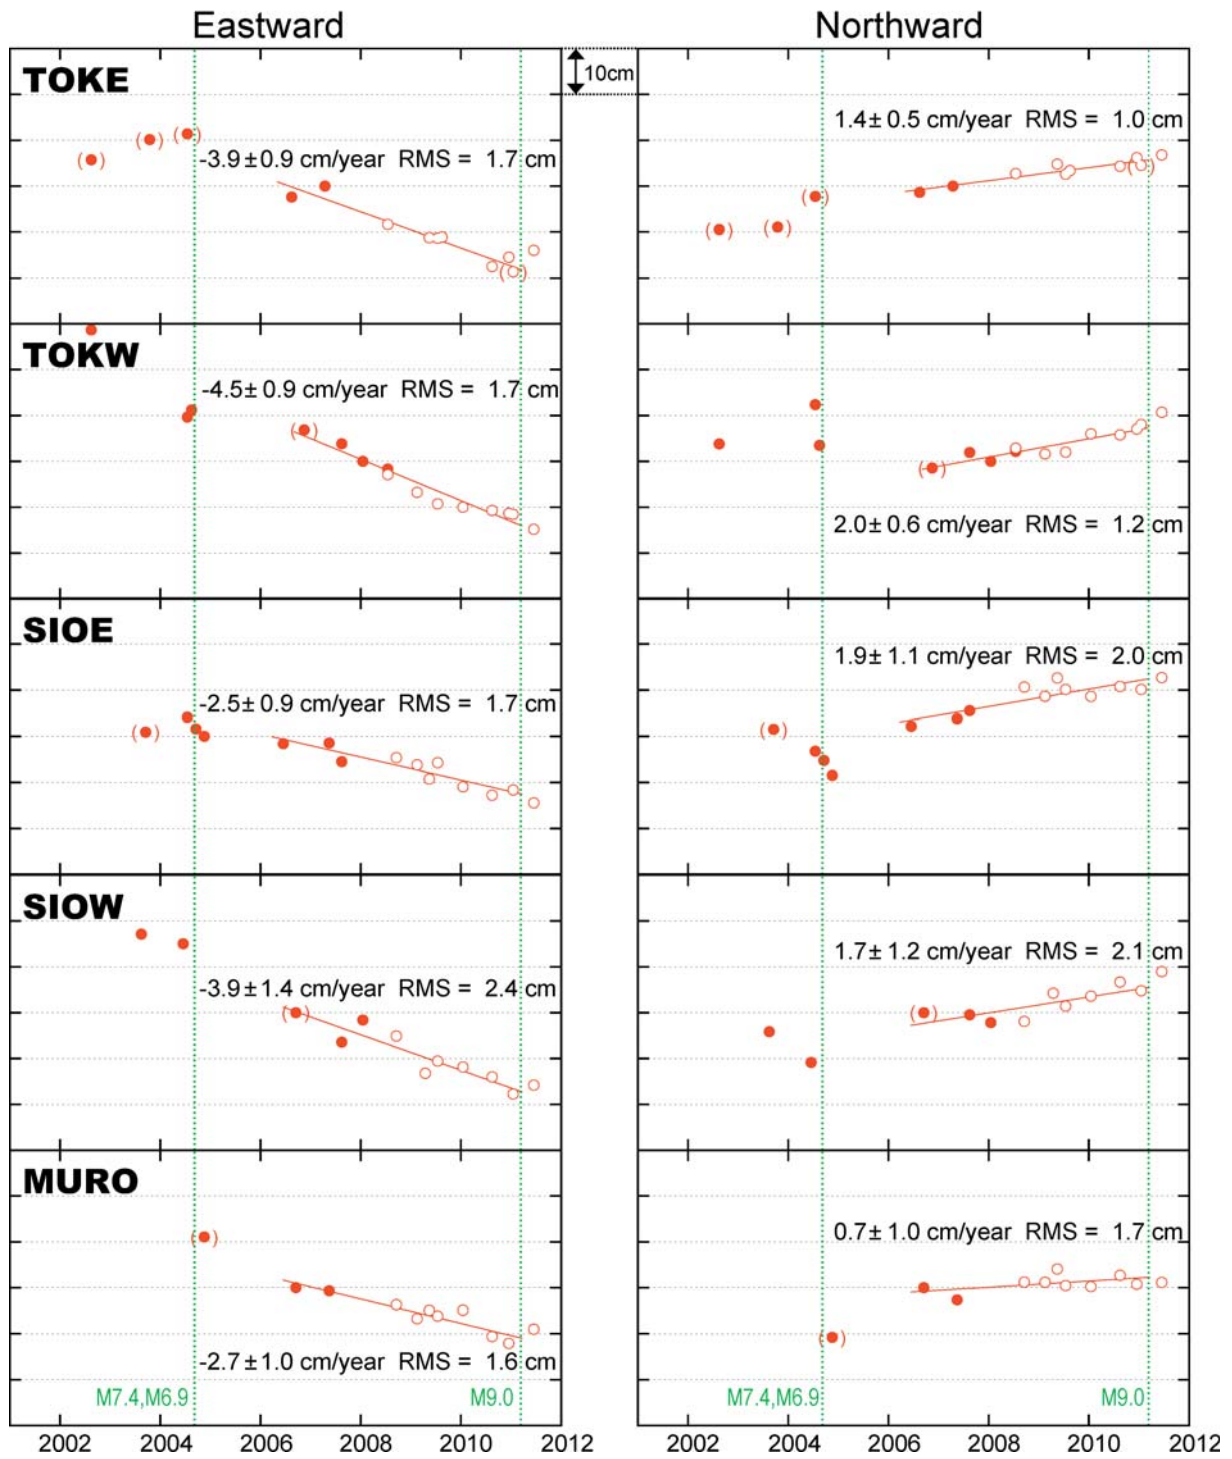 Eastward Northward
10cm
TOKE
-3.9±0.9 cm/year RMS = 1.7 cm
1.4±0.5 cm/year RMS = 1.0 cm
TOKW
-4.5±0.9 cm/year RMS = 1.7 cm
2.0±0.6 cm/year RMS = 1.2 cm
SIOE
-2.5±0.9 cm/year RMS = 1.7 cm
1.9±1.1 cm/year RMS = 2.0 cm
SIOW
-3.9±1.4 cm/year RMS = 2.4 cm
1.7±1.2 cm/year RMS = 2.1 cm
MURO
-2.7±1.0 cm/year RMS = 1.6 cm
0.7±1.0 cm/year RMS = 1.7 cm
M7.4,M6.9 M9.0 M7.4,M6.9 M9.0
2002 2004 2006 2008 2010 2012 2002 2004 2006 2008 2010 2012